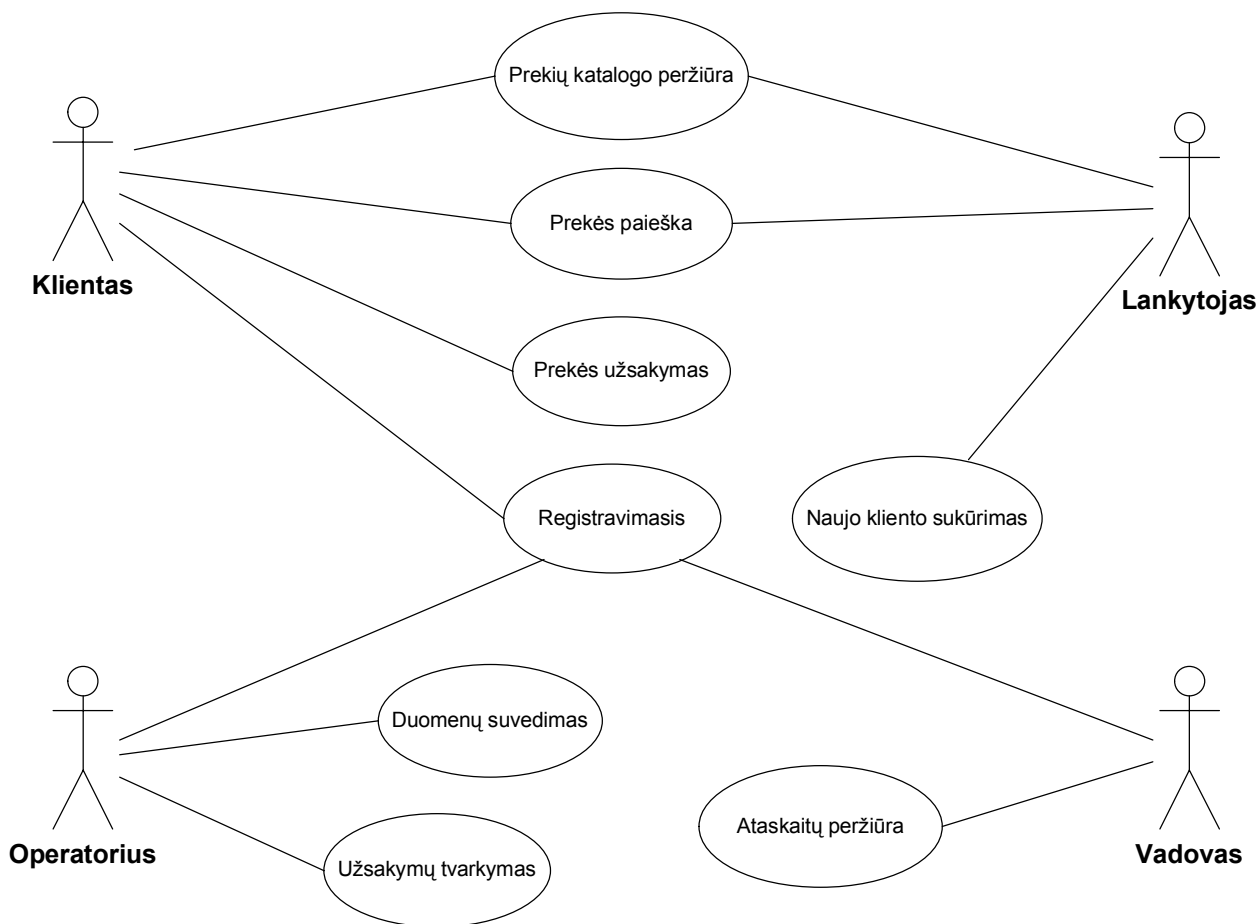 Prekių katalogo peržiūra
Prekės paieška
Klientas
Lankytojas
Prekės užsakymas
Registravimasis
Naujo kliento sukūrimas
Duomenų suvedimas
Ataskaitų peržiūra
Operatorius
Vadovas
Užsakymų tvarkymas